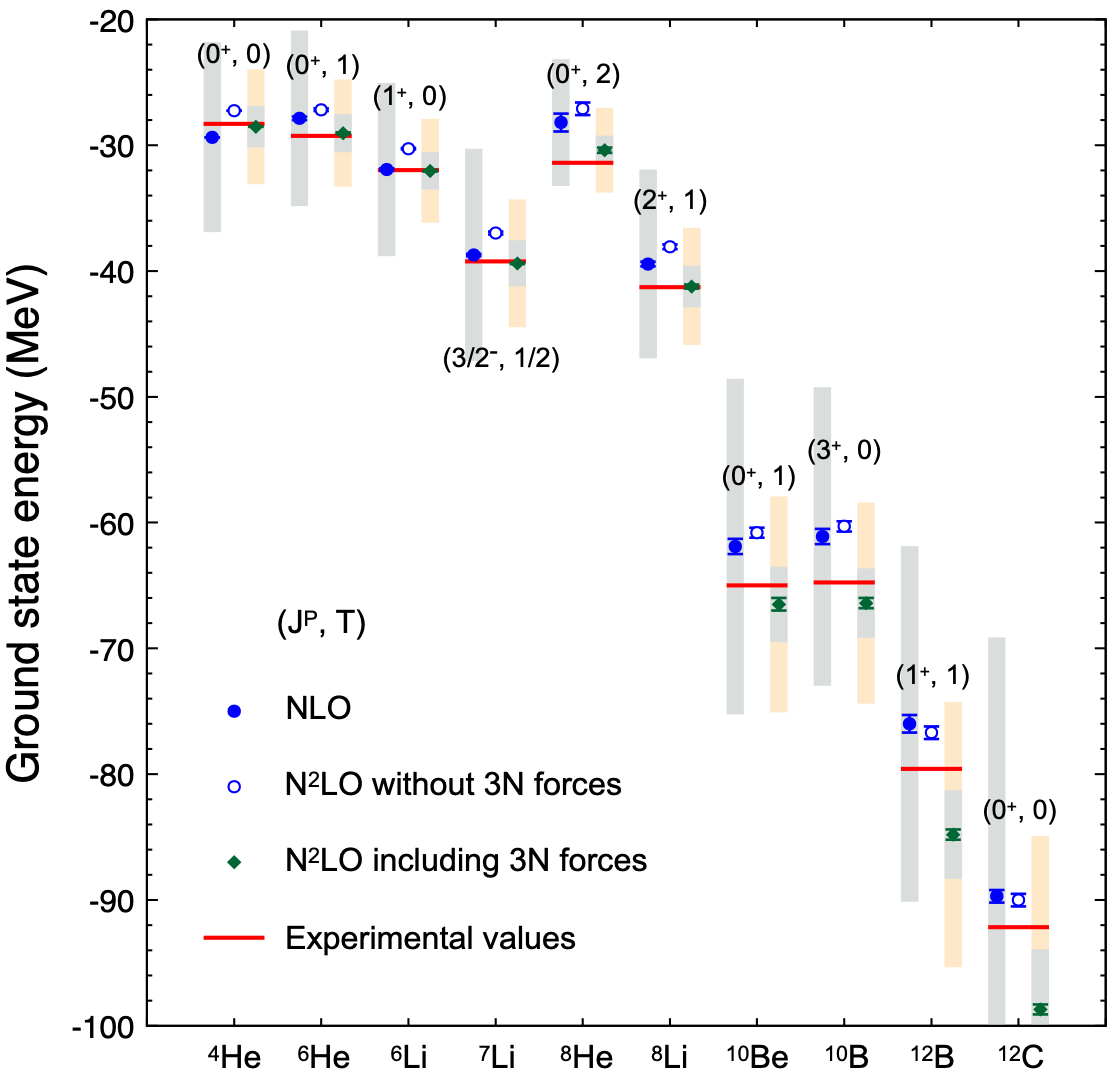 -20
-30
-40
-50
-60
-70
-80
-90
-100
Ground state energy (MeV)
(0⁺, 0)
(0⁺, 1)
(1⁺, 0)
(3/2⁻, 1/2)
(0⁺, 2)
(2⁺, 1)
(0⁺, 1)
(3⁺, 0)
(1⁺, 1)
(0⁺, 0)
(Jᴾ, T)
NLO
N²LO without 3N forces
N²LO including 3N forces
Experimental values
⁴He ⁶He ⁶Li ⁷Li ⁸He ⁸Li ¹⁰Be ¹⁰B ¹²B ¹²C